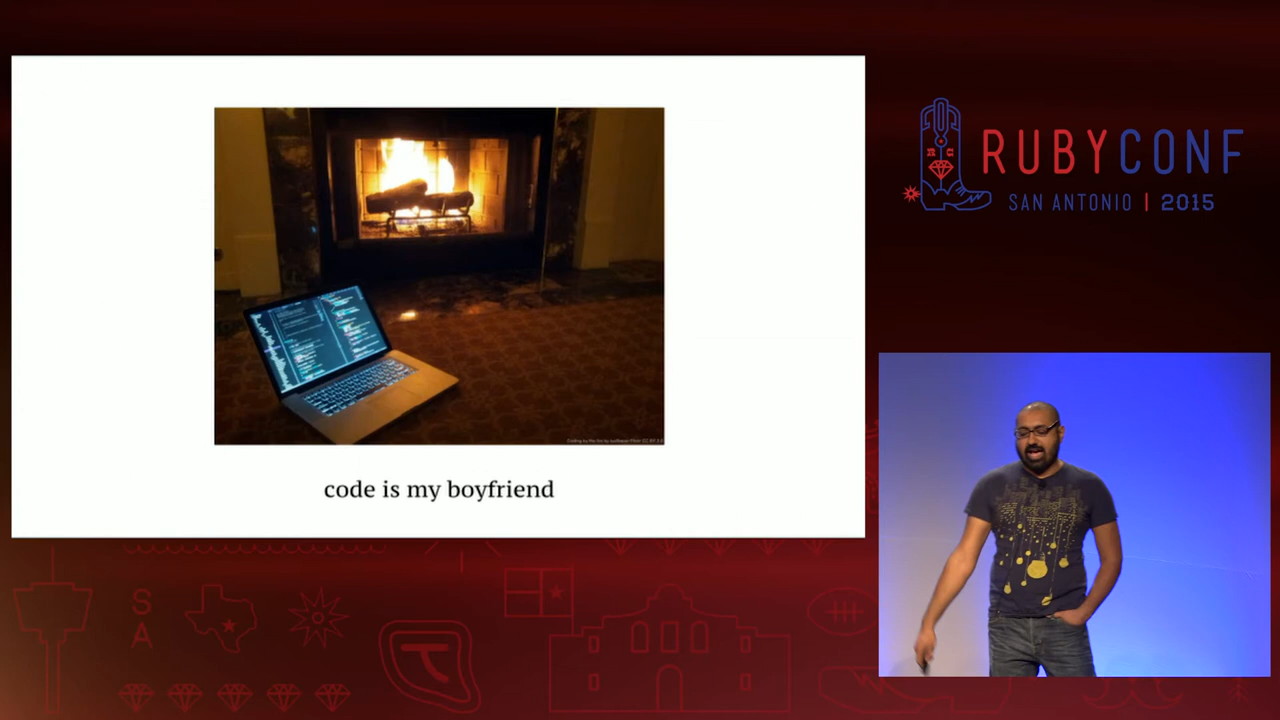 RUBYCONF
SAN ANTONIO | 2015
code is my boyfriend
S
A